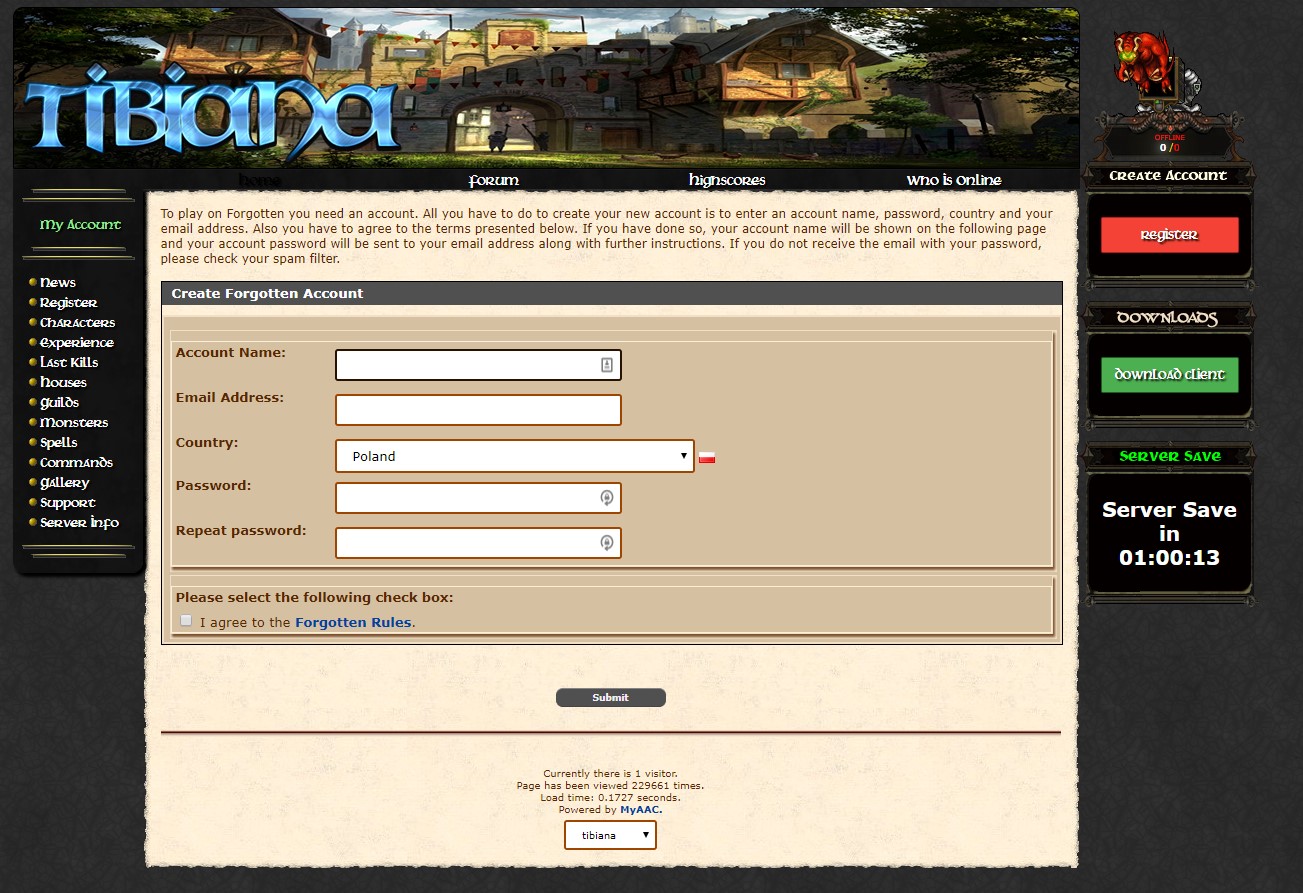 TIBIANA
OFFLINE
0 /0
home
forum
highscores
Who is Online
My Account
News
Register
Characters
Experience
Last Kills
Houses
Guilds
Monsters
Spells
Commands
Gallery
Support
Server Info
To play on Forgotten you need an account. All you have to do to create your new account is to enter an account name, password, country and your
email address. Also you have to agree to the terms presented below. If you have done so, your account name will be shown on the following page
and your account password will be sent to your email address along with further instructions. If you do not receive the email with your password,
please check your spam filter.
Create Forgotten Account
Account Name:
Email Address:
Country:
Poland
Password:
Repeat password:
Please select the following check box:
I agree to the Forgotten Rules.
Submit
Currently there is 1 visitor.
Page has been viewed 229661 times.
Load time: 0.1727 seconds.
Powered by MyAAC.
tibiana
Create Account
Register
DOWNLOADS
Download Client
Server Save
Server Save
in
01:00:13